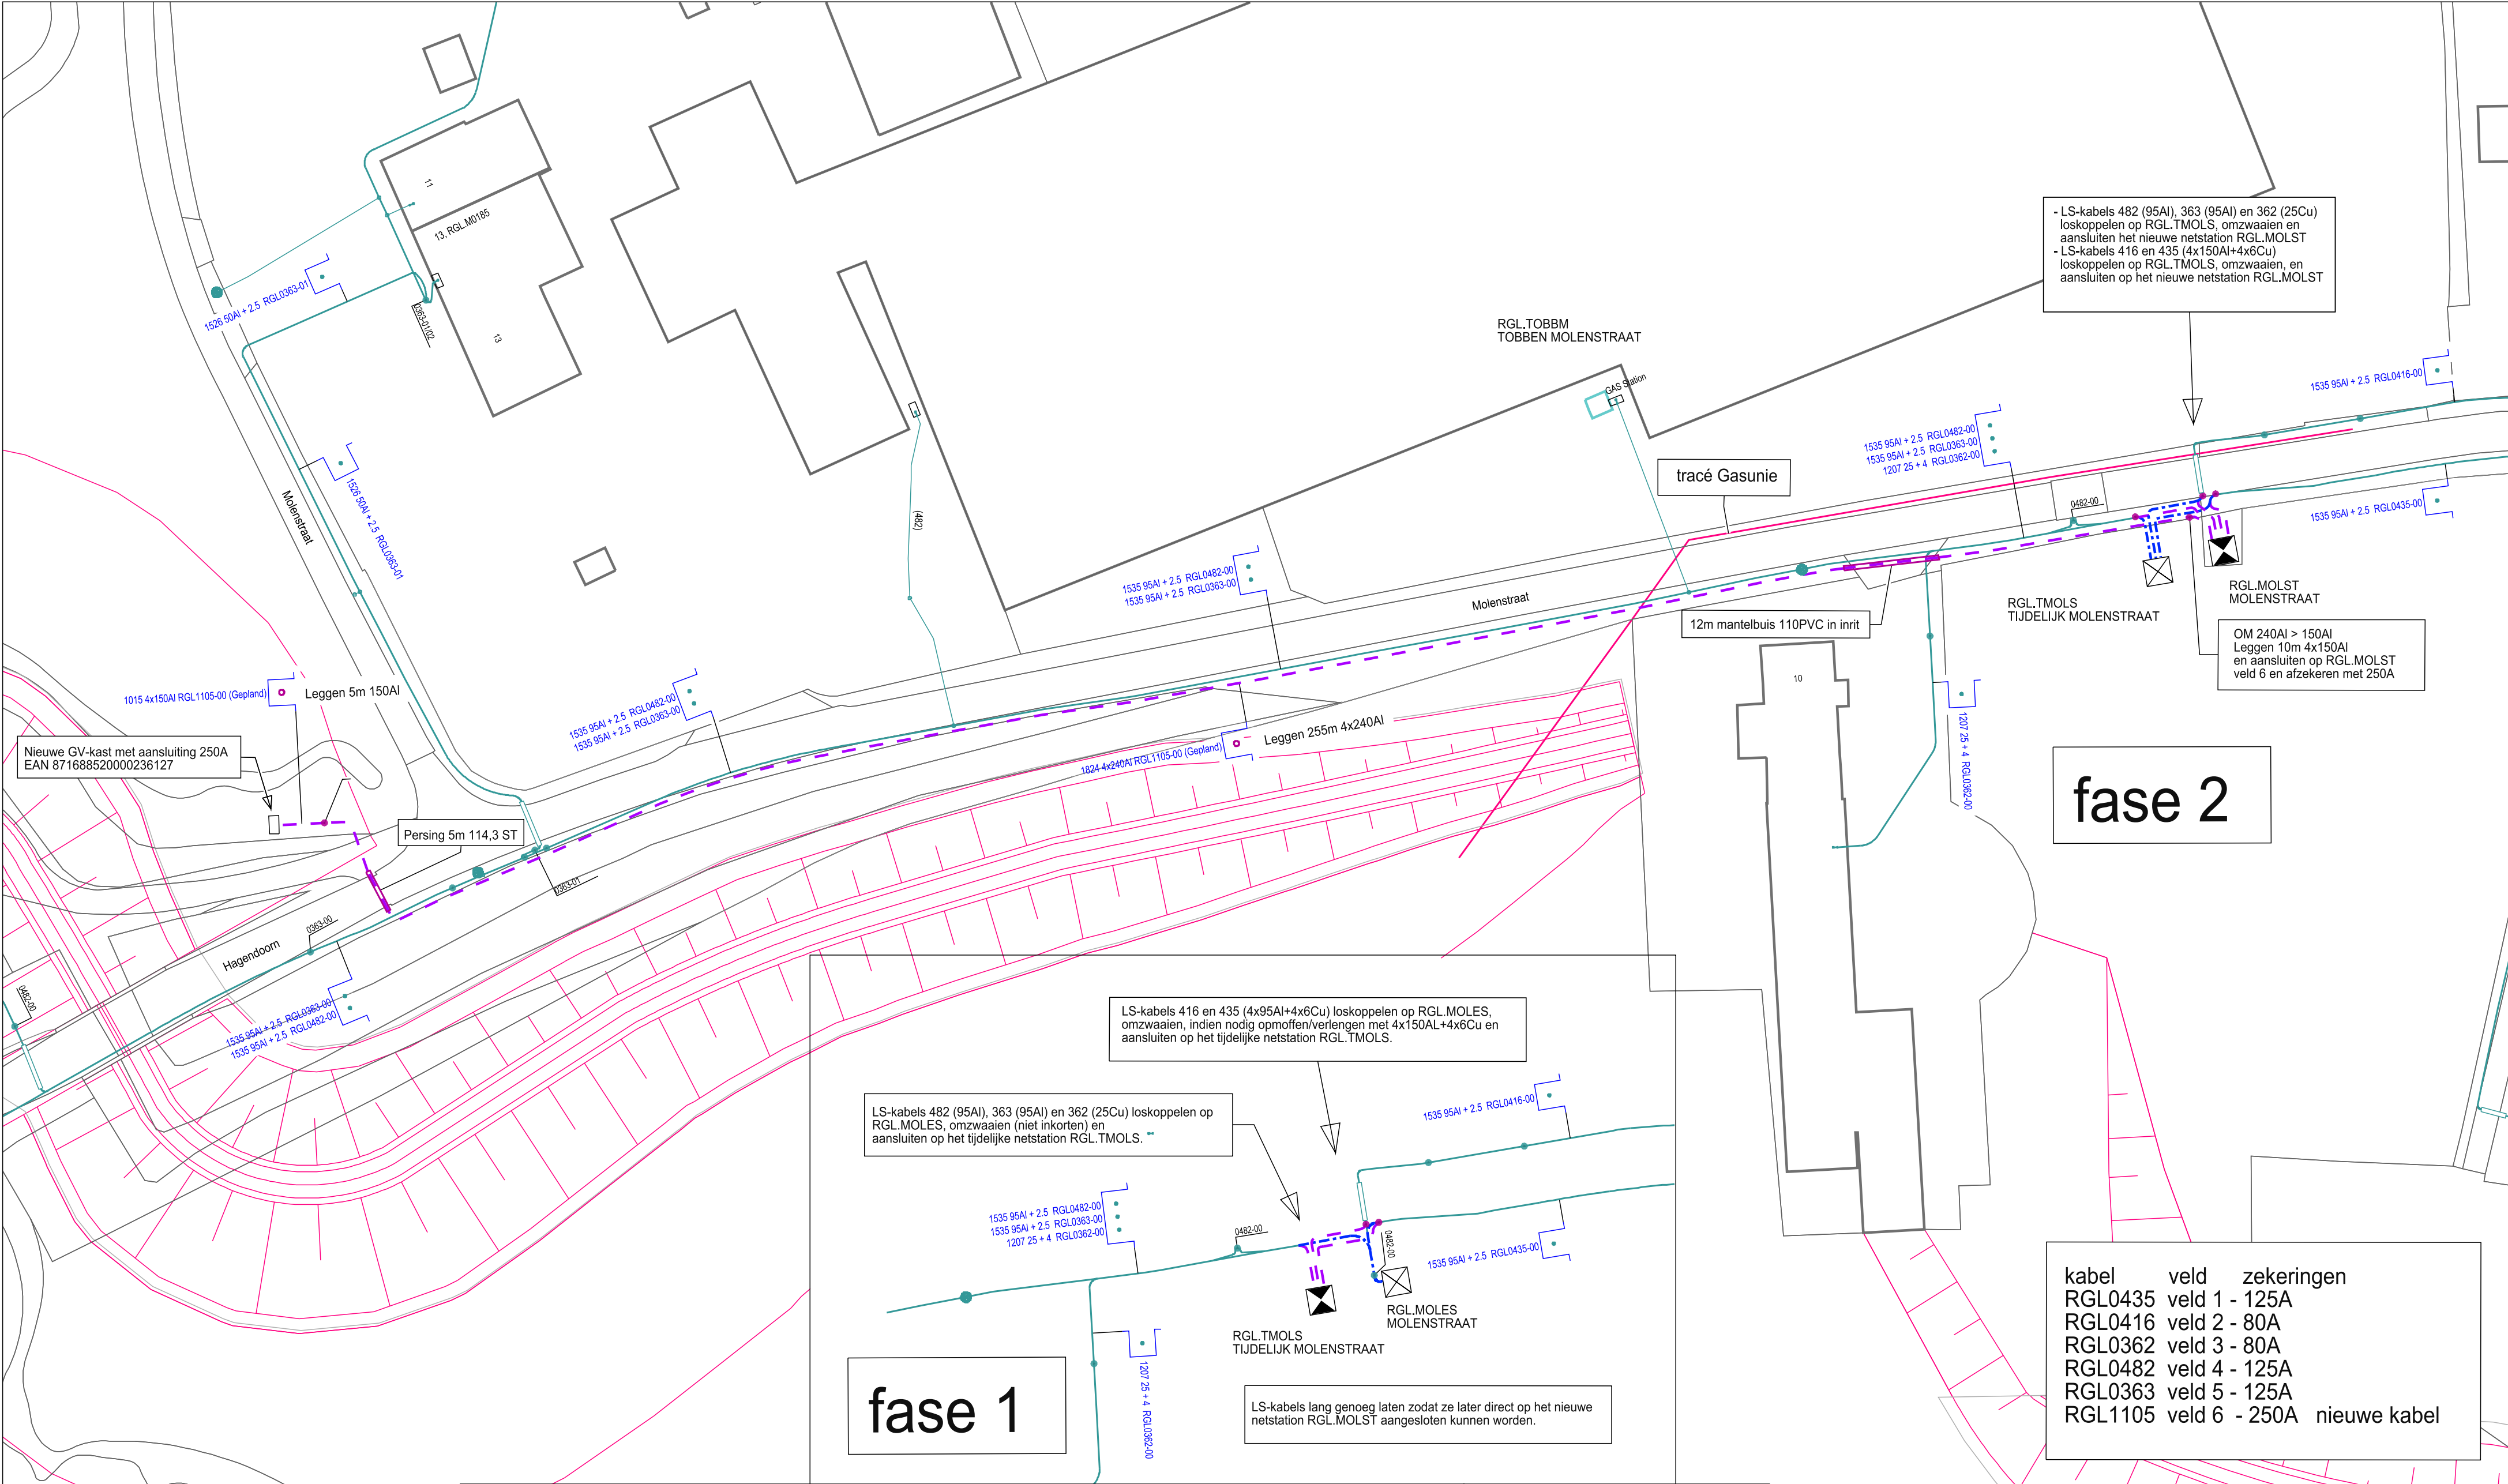 11
13, RGL.M0185
13
1526 50Al + 2.5  RGL0363-01
0363-01/02
Molenstraat
1526 50Al + 2.5  RGL0363-01
(482)
RGL.TOBBM
TOBBEN MOLENSTRAAT
GAS Station
- LS-kabels 482 (95Al), 363 (95Al) en 362 (25Cu)
loskoppelen op RGL.TMOLS, omzwaaien en
aansluiten het nieuwe netstation RGL.MOLST
- LS-kabels 416 en 435 (4x150Al+4x6Cu)
loskoppelen op RGL.TMOLS, omzwaaien, en
aansluiten op het nieuwe netstation RGL.MOLST
1535 95Al + 2.5  RGL0416-00
1535 95Al + 2.5  RGL0482-00
1535 95Al + 2.5  RGL0363-00
1207 25 + 4  RGL0362-00
tracé Gasunie
0482-00
1535 95Al + 2.5  RGL0435-00
1535 95Al + 2.5  RGL0482-00
1535 95Al + 2.5  RGL0363-00
Molenstraat
12m mantelbuis 110PVC in inrit
RGL.TMOLS
TIJDELIJK MOLENSTRAAT
RGL.MOLST
MOLENSTRAAT
OM 240Al > 150Al
Leggen 10m 4x150Al
en aansluiten op RGL.MOLST
veld 6 en afzekeren met 250A
10
1207 25 + 4  RGL0362-00
1015 4x150Al RGL1105-00 (Gepland)
Leggen 5m 150Al
Nieuwe GV-kast met aansluiting 250A
EAN 871688520000236127
1535 95Al + 2.5  RGL0482-00
1535 95Al + 2.5  RGL0363-00
1824 4x240Al RGL1105-00 (Gepland)
Leggen 255m 4x240Al
Persing 5m 114,3 ST
0363-01
0363-00
Hagendoorn
0482-00
1535 95Al + 2.5  RGL0363-00
1535 95Al + 2.5  RGL0482-00
fase 2
LS-kabels 416 en 435 (4x95Al+4x6Cu) loskoppelen op RGL.MOLES,
omzwaaien, indien nodig opmoffen/verlengen met 4x150AL+4x6Cu en
aansluiten op het tijdelijke netstation RGL.TMOLS.
LS-kabels 482 (95Al), 363 (95Al) en 362 (25Cu) loskoppelen op
RGL.MOLES, omzwaaien (niet inkorten) en
aansluiten op het tijdelijke netstation RGL.TMOLS.
1535 95Al + 2.5  RGL0416-00
1535 95Al + 2.5  RGL0482-00
1535 95Al + 2.5  RGL0363-00
1207 25 + 4  RGL0362-00
0482-00
0482-00
1535 95Al + 2.5  RGL0435-00
RGL.MOLES
MOLENSTRAAT
RGL.TMOLS
TIJDELIJK MOLENSTRAAT
1207 25 + 4  RGL0362-00
fase 1
LS-kabels lang genoeg laten zodat ze later direct op het nieuwe
netstation RGL.MOLST aangesloten kunnen worden.
kabel veld zekeringen
RGL0435 veld 1 - 125A
RGL0416 veld 2 - 80A
RGL0362 veld 3 - 80A
RGL0482 veld 4 - 125A
RGL0363 veld 5 - 125A
RGL1105 veld 6 - 250A nieuwe kabel